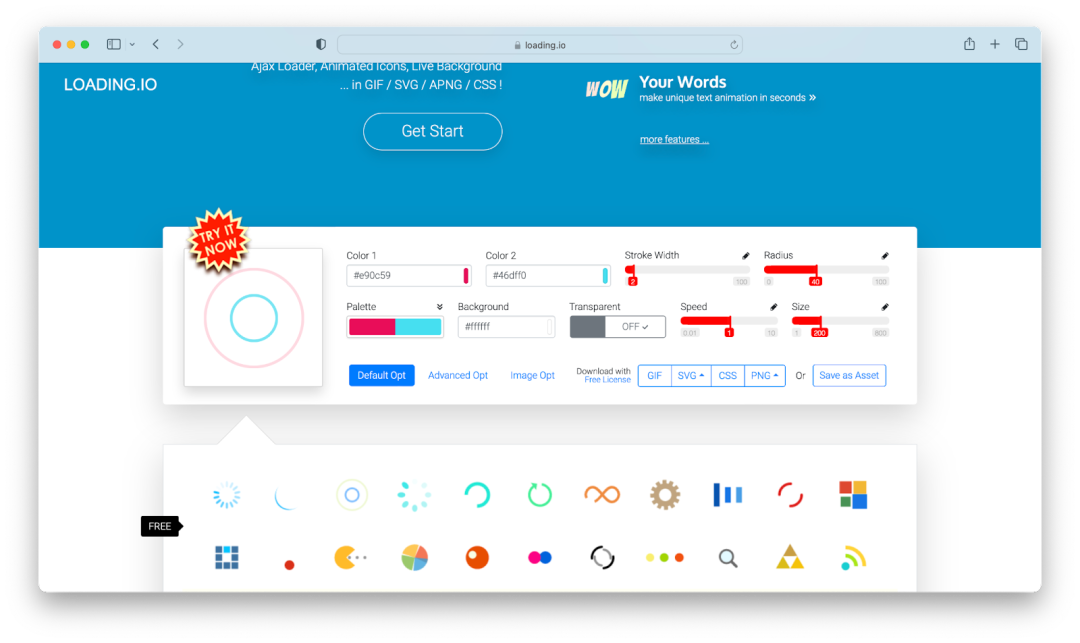 loading.io
LOADING.IO
Ajax Loader, Animated Icons, Live Background
... in GIF / SVG / APNG / CSS !
Get Start
WOW
Your Words
make unique text animation in seconds »
more features ...
TRY IT
NOW
Color 1
Color 2
Stroke Width
Radius
#e90c59
#46dff0
2
100
0
40
100
Palette
Background
Transparent
Speed
Size
#ffffff
OFF ✓
0.01
1
10
1
200
800
Default Opt
Advanced Opt
Image Opt
Download with
Free License
GIF
SVG
CSS
PNG
Or
Save as Asset
FREE